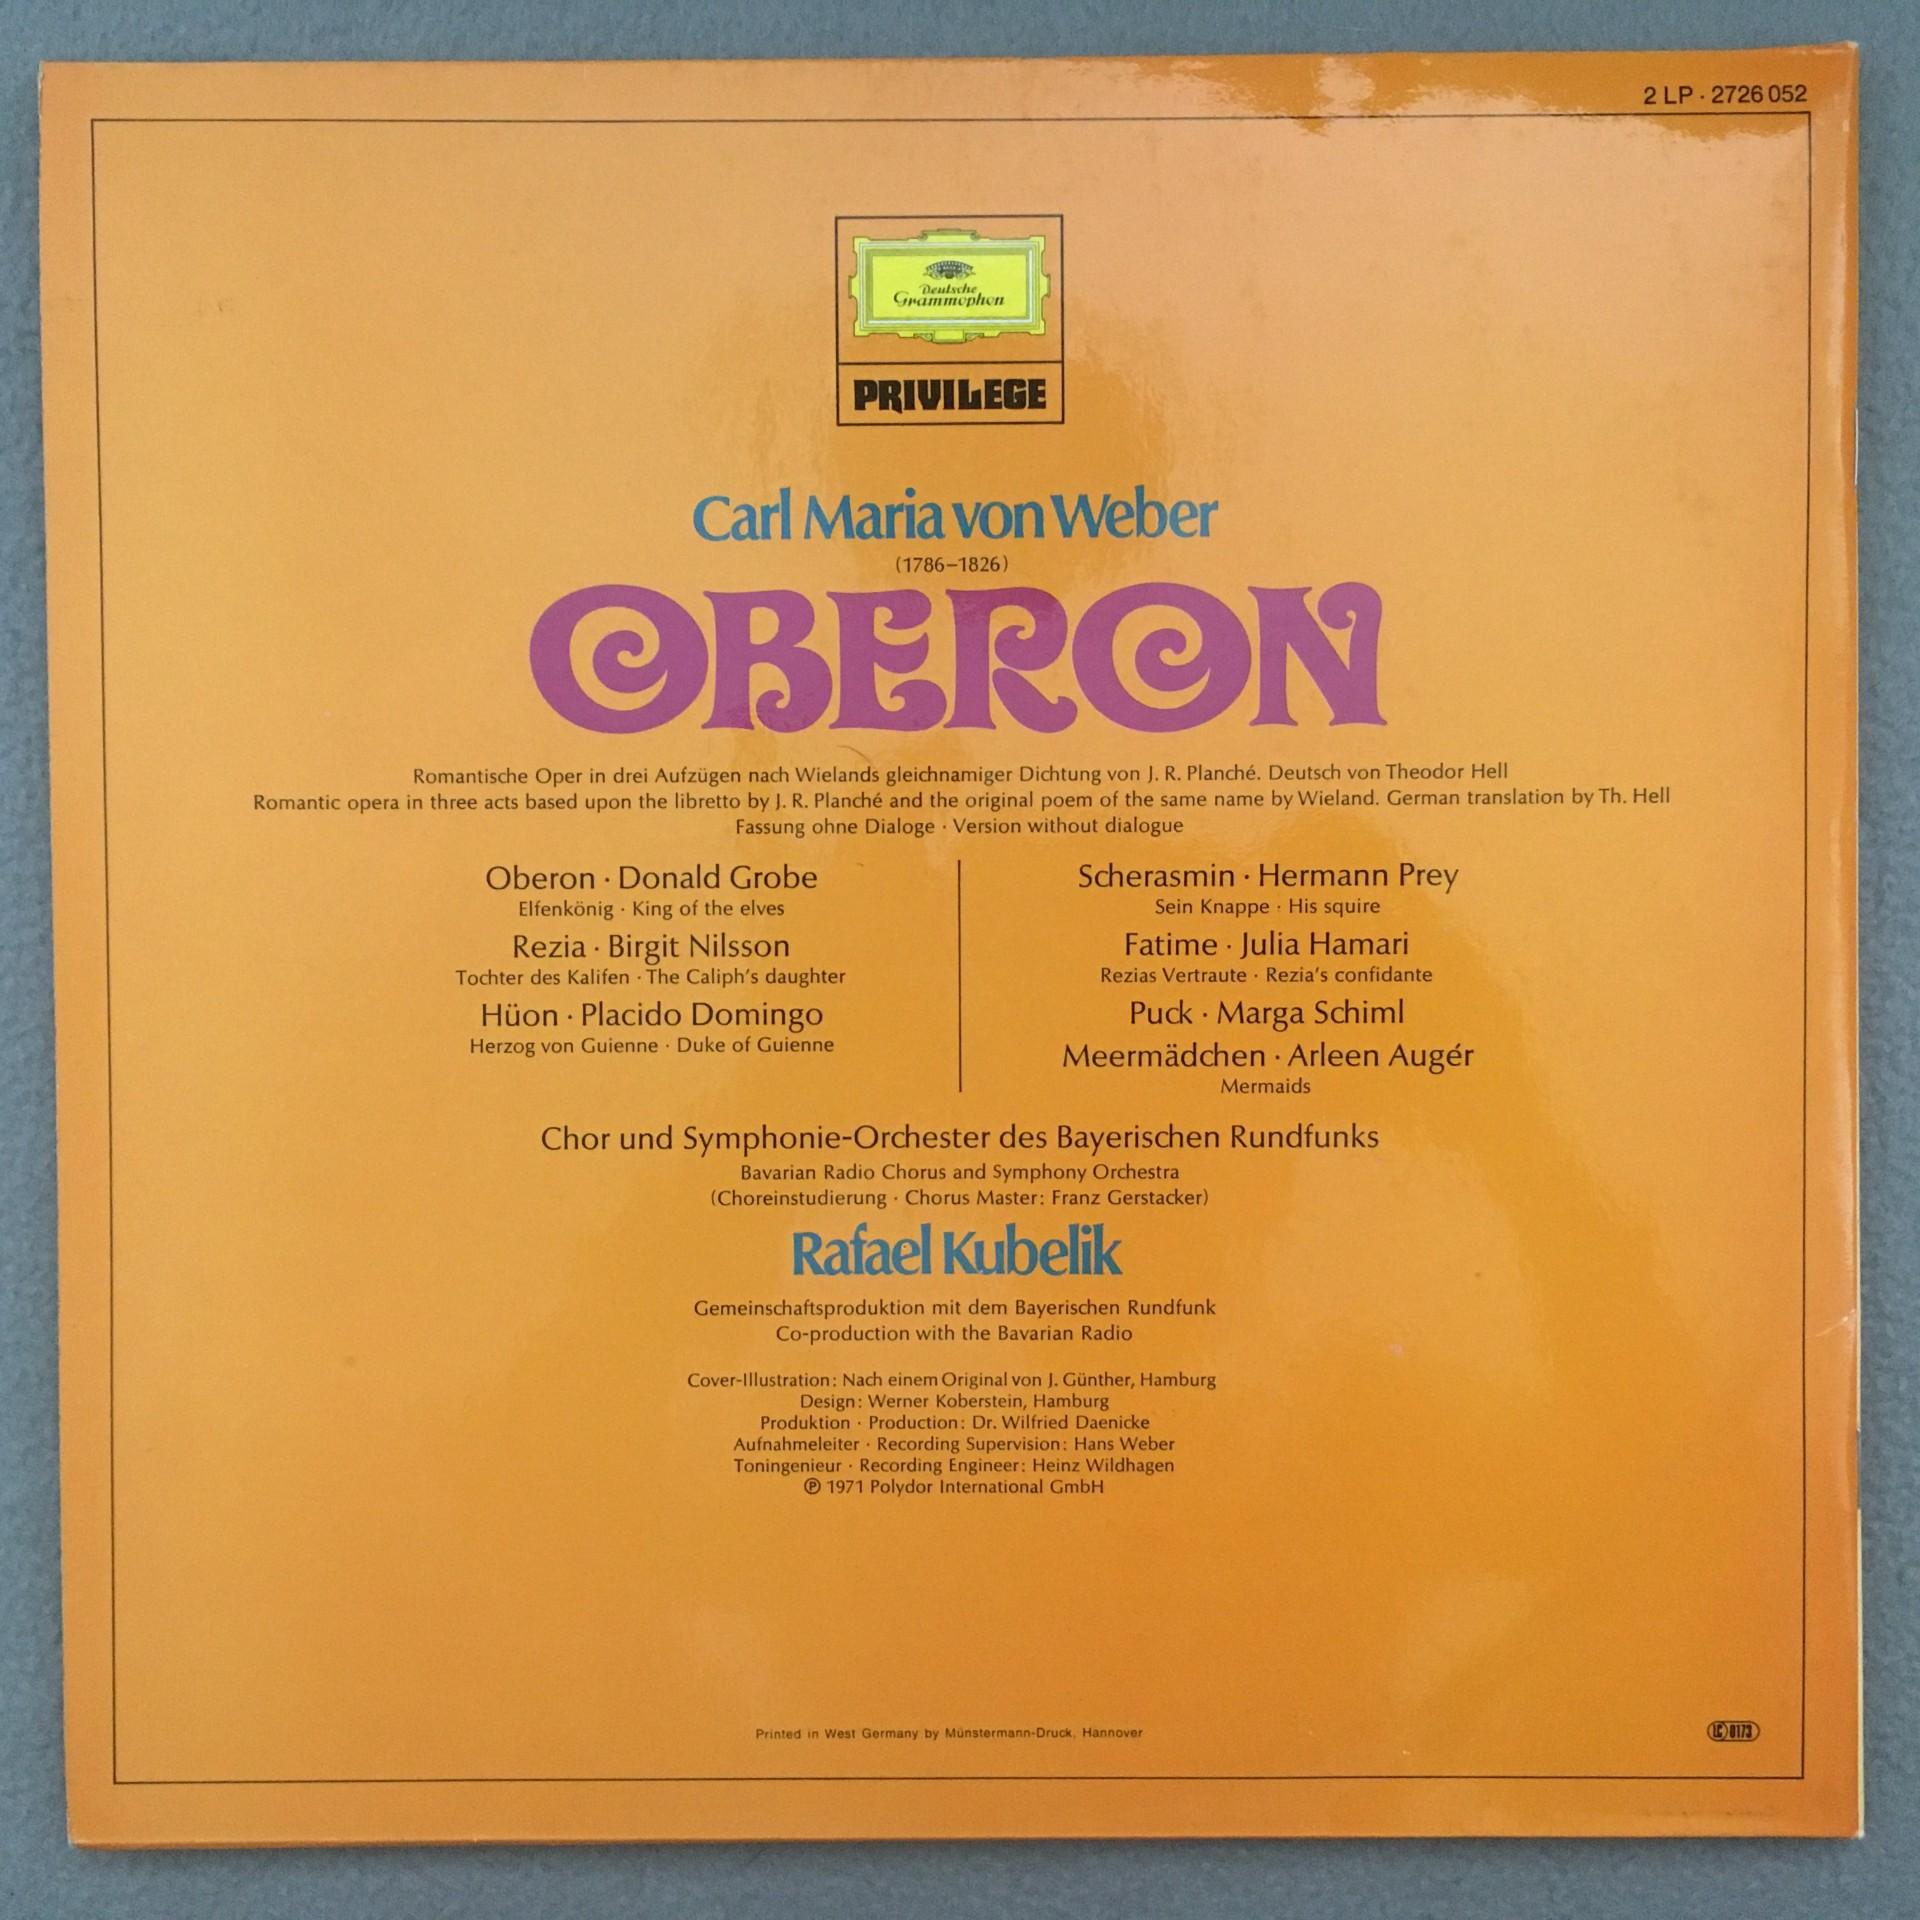 2 LP · 2726 052
Deutsche
Grammophon
PRIVILEGE
Carl Maria von Weber
(1786–1826)
OBERON
Romantische Oper in drei Aufzügen nach Wielands gleichnamiger Dichtung von J. R. Planché. Deutsch von Theodor Hell
Romantic opera in three acts based upon the libretto by J. R. Planché and the original poem of the same name by Wieland. German translation by Th. Hell
Fassung ohne Dialoge · Version without dialogue
Oberon · Donald Grobe
Elfenkönig · King of the elves
Rezia · Birgit Nilsson
Tochter des Kalifen · The Caliph's daughter
Hüon · Placido Domingo
Herzog von Guienne · Duke of Guienne
Scherasmin · Hermann Prey
Sein Knappe · His squire
Fatime · Julia Hamari
Rezias Vertraute · Rezia's confidante
Puck · Marga Schiml
Meermädchen · Arleen Augér
Mermaids
Chor und Symphonie-Orchester des Bayerischen Rundfunks
Bavarian Radio Chorus and Symphony Orchestra
(Choreinstudierung · Chorus Master: Franz Gerstacker)
Rafael Kubelik
Gemeinschaftsproduktion mit dem Bayerischen Rundfunk
Co-production with the Bavarian Radio
Cover-Illustration: Nach einem Original von J. Günther, Hamburg
Design: Werner Koberstein, Hamburg
Produktion · Production: Dr. Wilfried Daenicke
Aufnahmeleiter · Recording Supervision: Hans Weber
Toningenieur · Recording Engineer: Heinz Wildhagen
℗ 1971 Polydor International GmbH
Printed in West Germany by Münstermann-Druck, Hannover
LC 0173